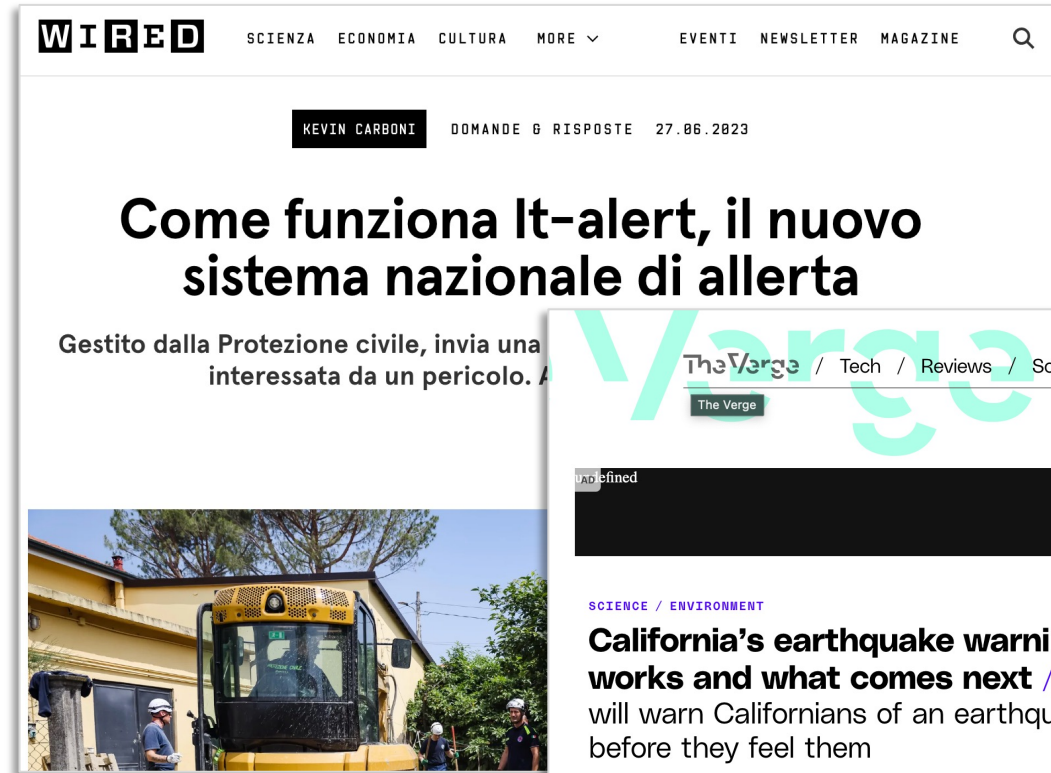 WIRED SCIENZA ECONOMIA CULTURA MORE EVENTI NEWSLETTER MAGAZINE
KEVIN CARBONI DOMANDE & RISPOSTE 27.06.2023
Come funziona It-alert, il nuovo
sistema nazionale di allerta
Gestito dalla Protezione civile, invia una
interessata da un pericolo.
Verge
The Verge / Tech / Reviews /
The Verge
AD
undefined
SCIENCE / ENVIRONMENT
California's earthquake
works and what comes next /
will warn Californians of an
before they feel them